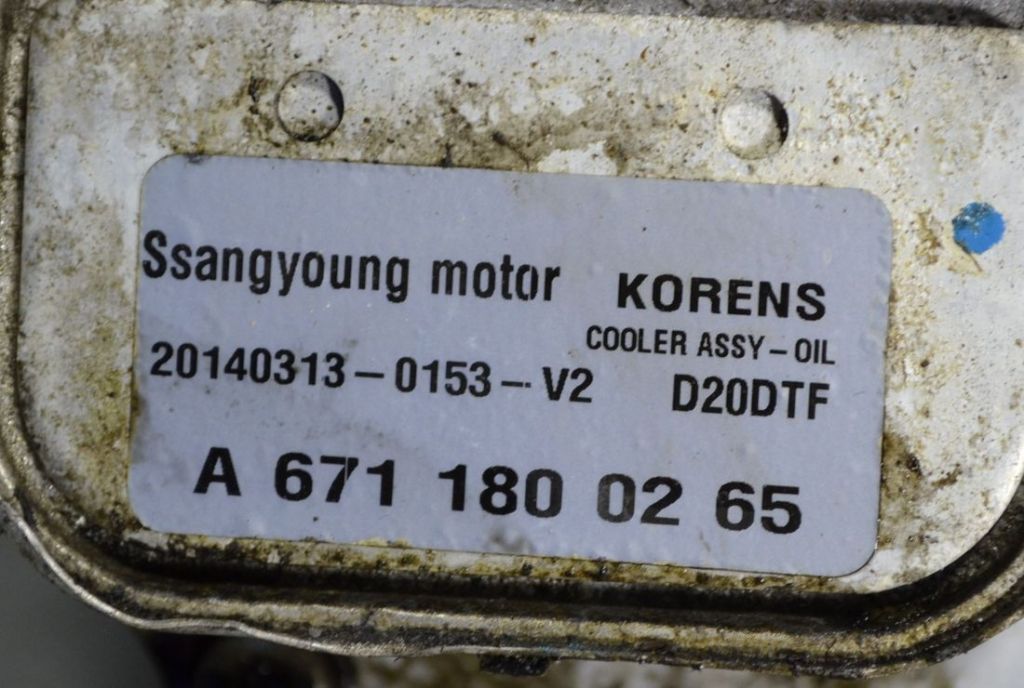 Ssangyoung motor KORENS
COOLER ASSY-OIL
20140313-0153-V2 D20DTF
A 671 180 02 65